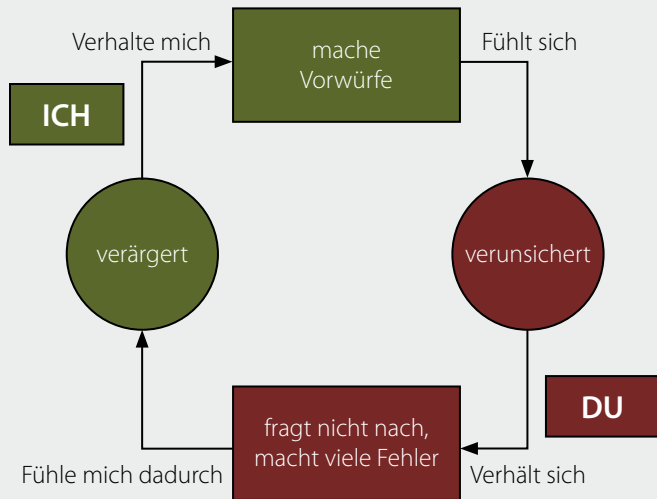 Verhalte mich
mache
Vorwürfe
Fühlt sich
ICH
verärgert
verunsichert
DU
fragt nicht nach,
macht viele Fehler
Fühle mich dadurch
Verhält sich